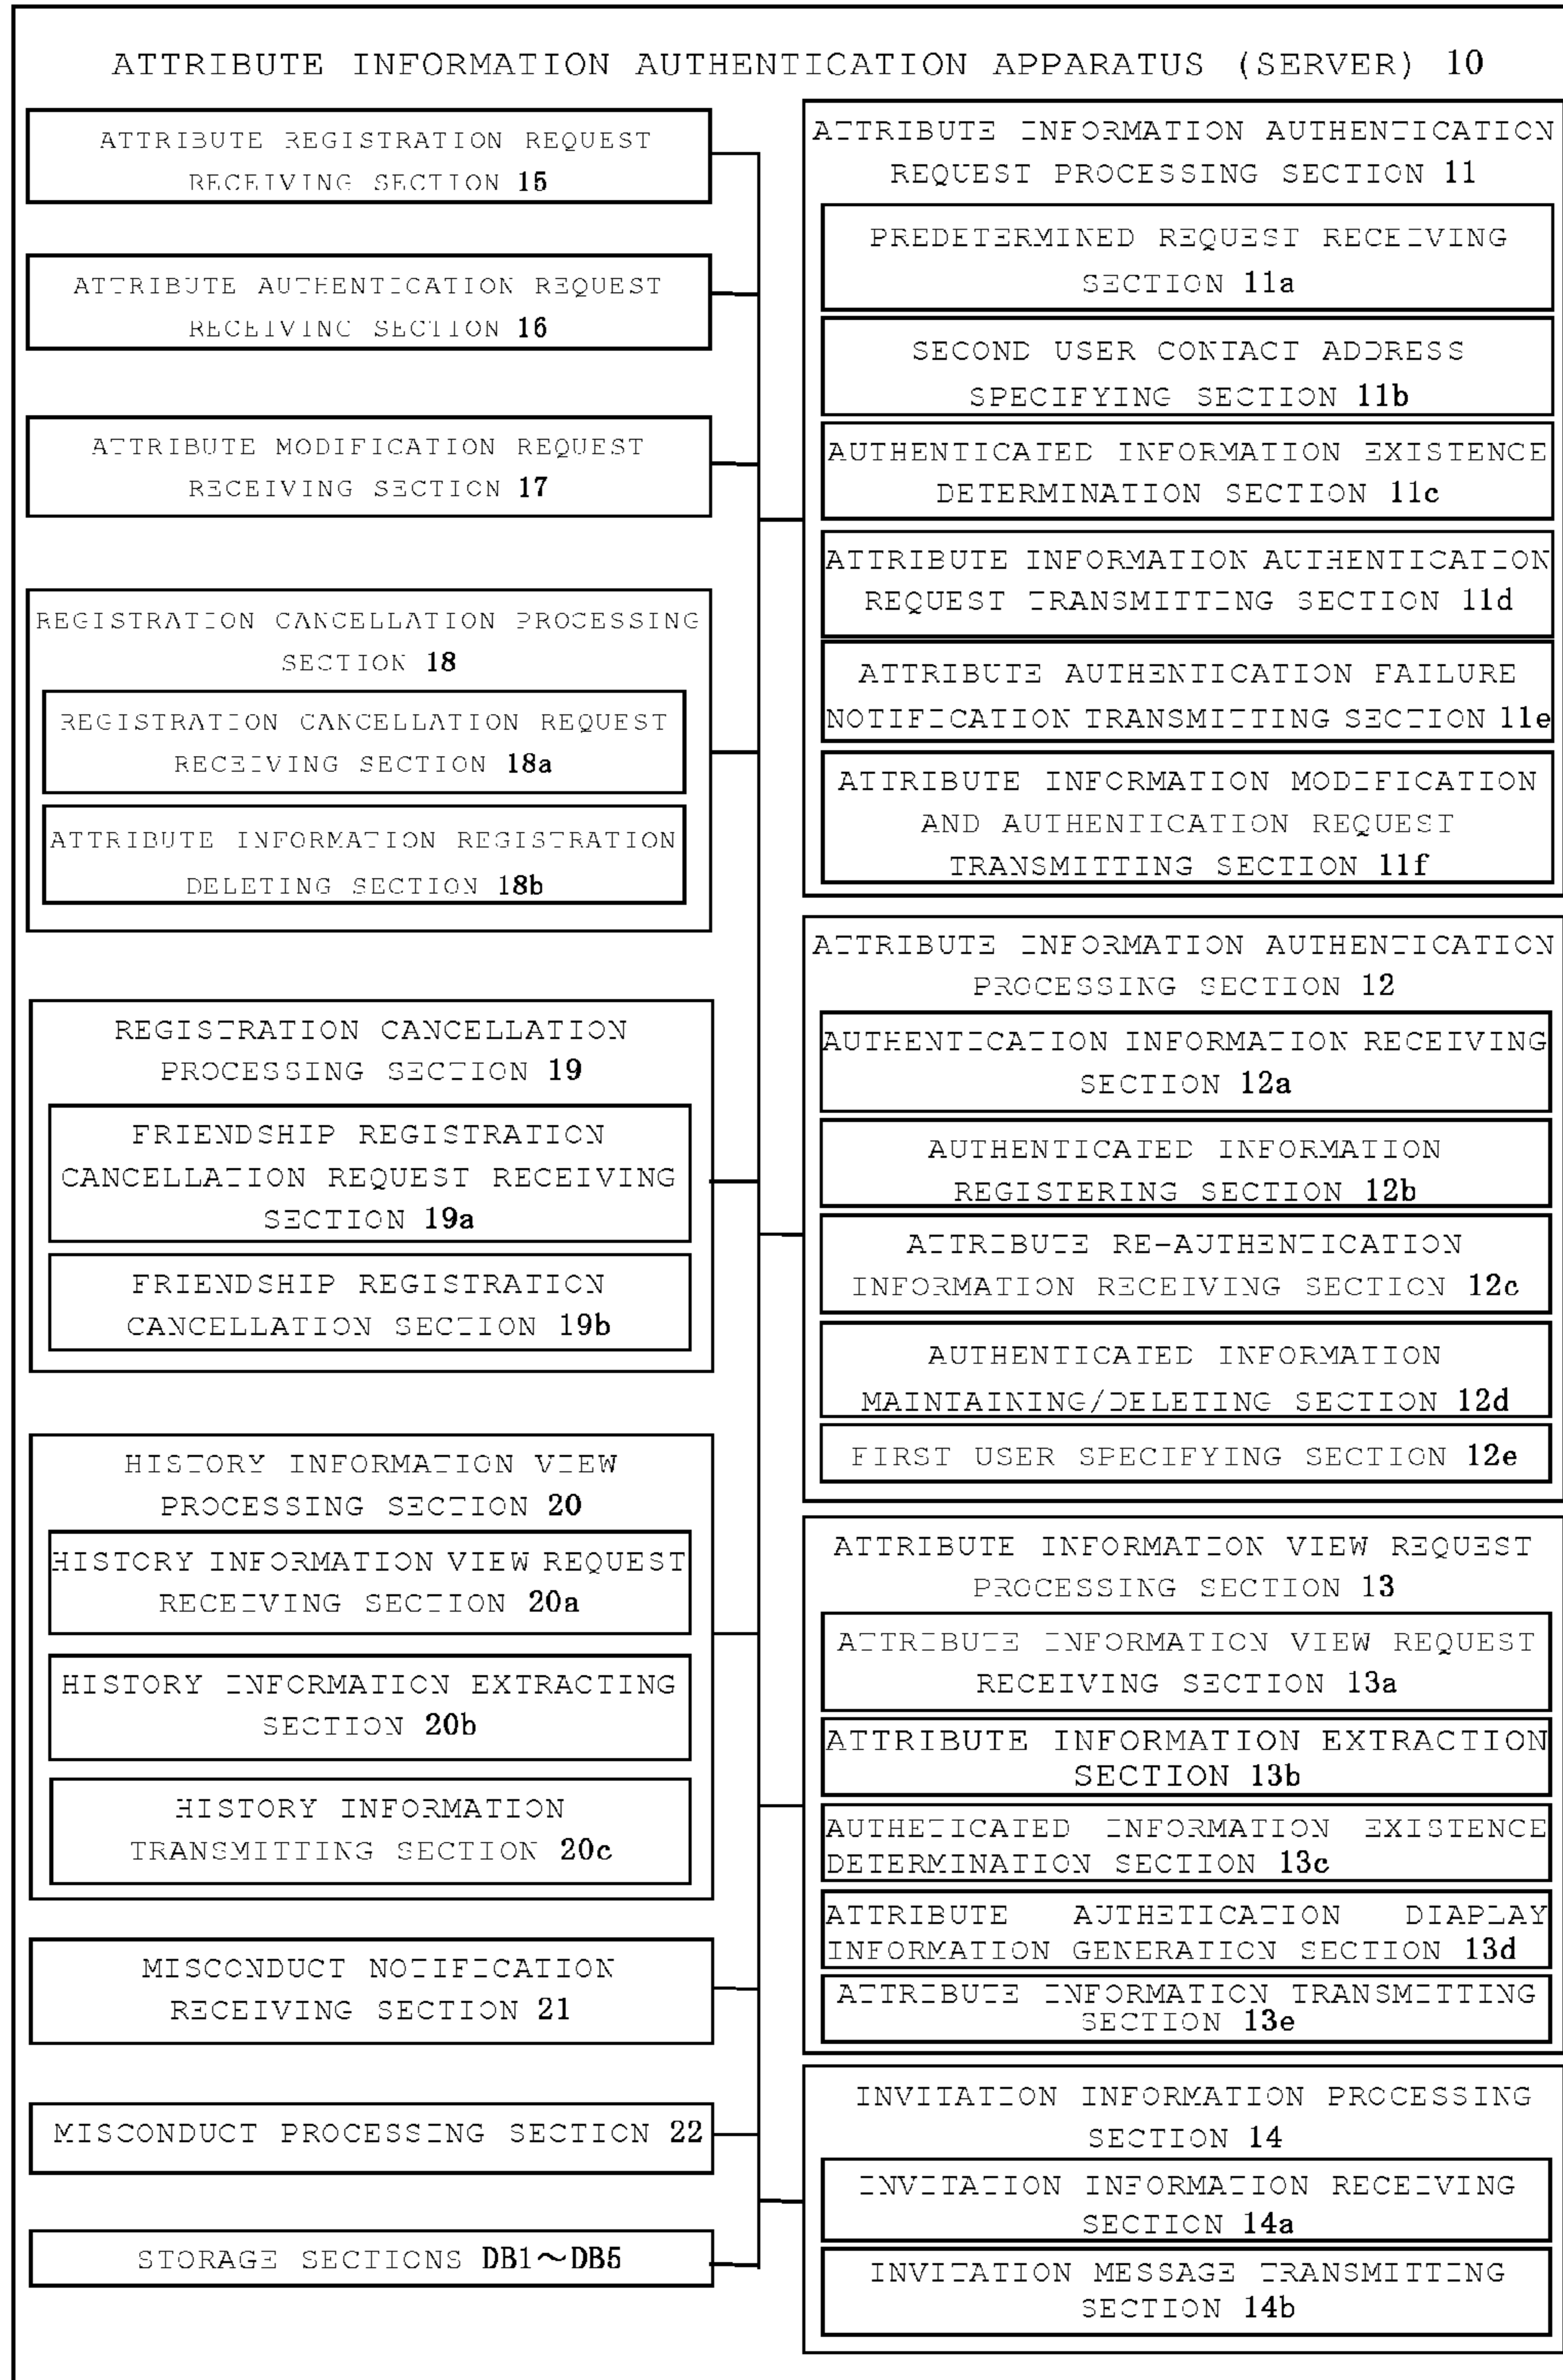 ATTRIBUTE INFORMATION AUTHENTICATION APPARATUS (SERVER) 10
ATTRIBUTE REGISTRATION REQUEST
RECEIVING SECTION 15
ATTRIBUTE AUTHENTICATION REQUEST
RECEIVING SECTION 16
ATTRIBUTE MODIFICATION REQUEST
RECEIVING SECTION 17
REGISTRATION CANCELLATION PROCESSING
SECTION 18
REGISTRATION CANCELLATION REQUEST
RECEIVING SECTION 18a
ATTRIBUTE INFORMATION REGISTRATION
DELETING SECTION 18b
REGISTRATION CANCELLATION
PROCESSING SECTION 19
FRIENDSHIP REGISTRATION
CANCELLATION REQUEST RECEIVING
SECTION 19a
FRIENDSHIP REGISTRATION
CANCELLATION SECTION 19b
HISTORY INFORMATION VIEW
PROCESSING SECTION 20
HISTORY INFORMATION VIEW REQUEST
RECEIVING SECTION 20a
HISTORY INFORMATION EXTRACTING
SECTION 20b
HISTORY INFORMATION
TRANSMITTING SECTION 20c
MISCONDUCT NOTIFICATION
RECEIVING SECTION 21
MISCONDUCT PROCESSING SECTION 22
STORAGE SECTIONS DB1～DB5
ATTRIBUTE INFORMATION AUTHENTICATION
REQUEST PROCESSING SECTION 11
PREDETERMINED REQUEST RECEIVING
SECTION 11a
SECOND USER CONTACT ADDRESS
SPECIFYING SECTION 11b
AUTHENTICATED INFORMATION EXISTENCE
DETERMINATION SECTION 11c
ATTRIBUTE INFORMATION AUTHENTICATION
REQUEST TRANSMITTING SECTION 11d
ATTRIBUTE AUTHENTICATION FAILURE
NOTIFICATION TRANSMITTING SECTION 11e
ATTRIBUTE INFORMATION MODIFICATION
AND AUTHENTICATION REQUEST
TRANSMITTING SECTION 11f
ATTRIBUTE INFORMATION AUTHENTICATION
PROCESSING SECTION 12
AUTHENTICATION INFORMATION RECEIVING
SECTION 12a
AUTHENTICATED INFORMATION
REGISTERING SECTION 12b
ATTRIBUTE RE-AUTHENTICATION
INFORMATION RECEIVING SECTION 12c
AUTHENTICATED INFORMATION
MAINTAINING/DELETING SECTION 12d
FIRST USER SPECIFYING SECTION 12e
ATTRIBUTE INFORMATION VIEW REQUEST
PROCESSING SECTION 13
ATTRIBUTE INFORMATION VIEW REQUEST
RECEIVING SECTION 13a
ATTRIBUTE INFORMATION EXTRACTION
SECTION 13b
AUTHETICATED INFORMATION EXISTENCE
DETERMINATION SECTION 13c
ATTRIBUTE AUTHETICATION DIAPLAY
INFORMATION GENERATION SECTION 13d
ATTRIBUTE INFORMATION TRANSMITTING
SECTION 13e
INVITATION INFORMATION PROCESSING
SECTION 14
INVITATION INFORMATION RECEIVING
SECTION 14a
INVITATION MESSAGE TRANSMITTING
SECTION 14b